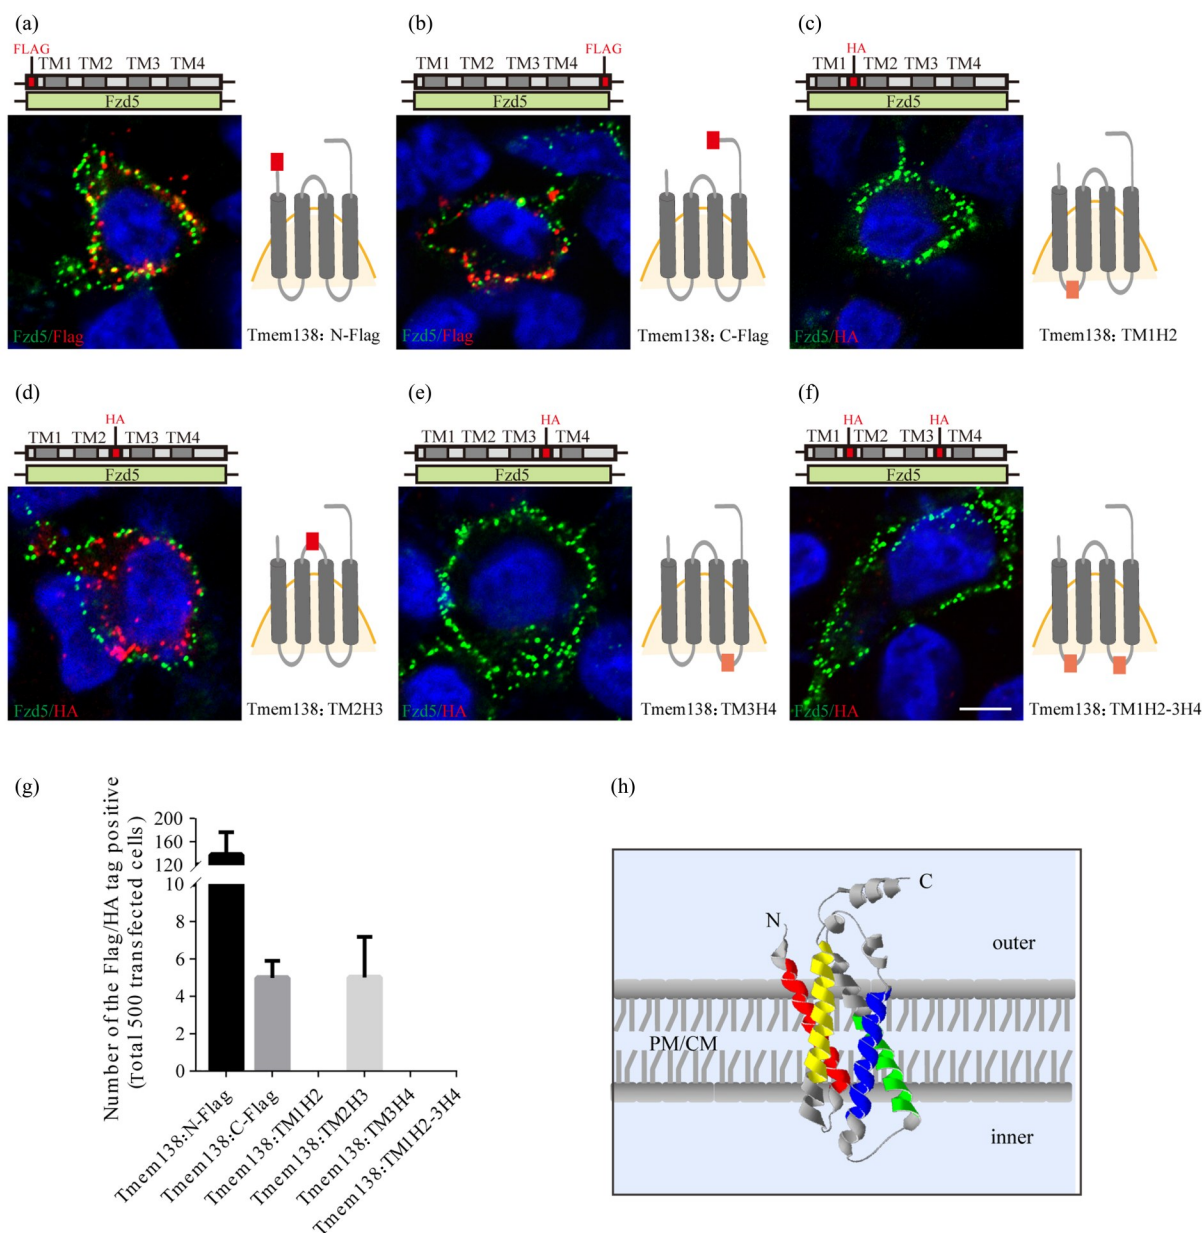 (a)
FLAG
TM1 TM2 TM3 TM4
Fzd5
Fzd5/Flag
Tmem138: N-Flag
(b)
FLAG
TM1 TM2 TM3 TM4
Fzd5
Tmem138: C-Flag
(c)
HA
TM1 TM2 TM3 TM4
Fzd5
Fzd5/HA
Tmem138: TM1H2
(d)
HA
TM1 TM2 TM3 TM4
Fzd5
Fzd5/HA
Tmem138: TM2H3
(e)
HA
TM1 TM2 TM3 TM4
Fzd5
Fzd5/HA
Tmem138: TM3H4
(f)
HA HA
TM1 TM2 TM3 TM4
Fzd5
Fzd5/HA
Tmem138: TM1H2-3H4
(g)
Number of the Flag/HA tag positive
(Total 500 transfected cells)
200
160
120
10
8
6
4
2
0
Tmem138:N-Flag
Tmem138:C-Flag
Tmem138:TM1H2
Tmem138:TM2H3
Tmem138:TM3H4
Tmem138:TM1H2-3H4
(h)
C
N
outer
PM/CM
inner
Fzd5/Flag